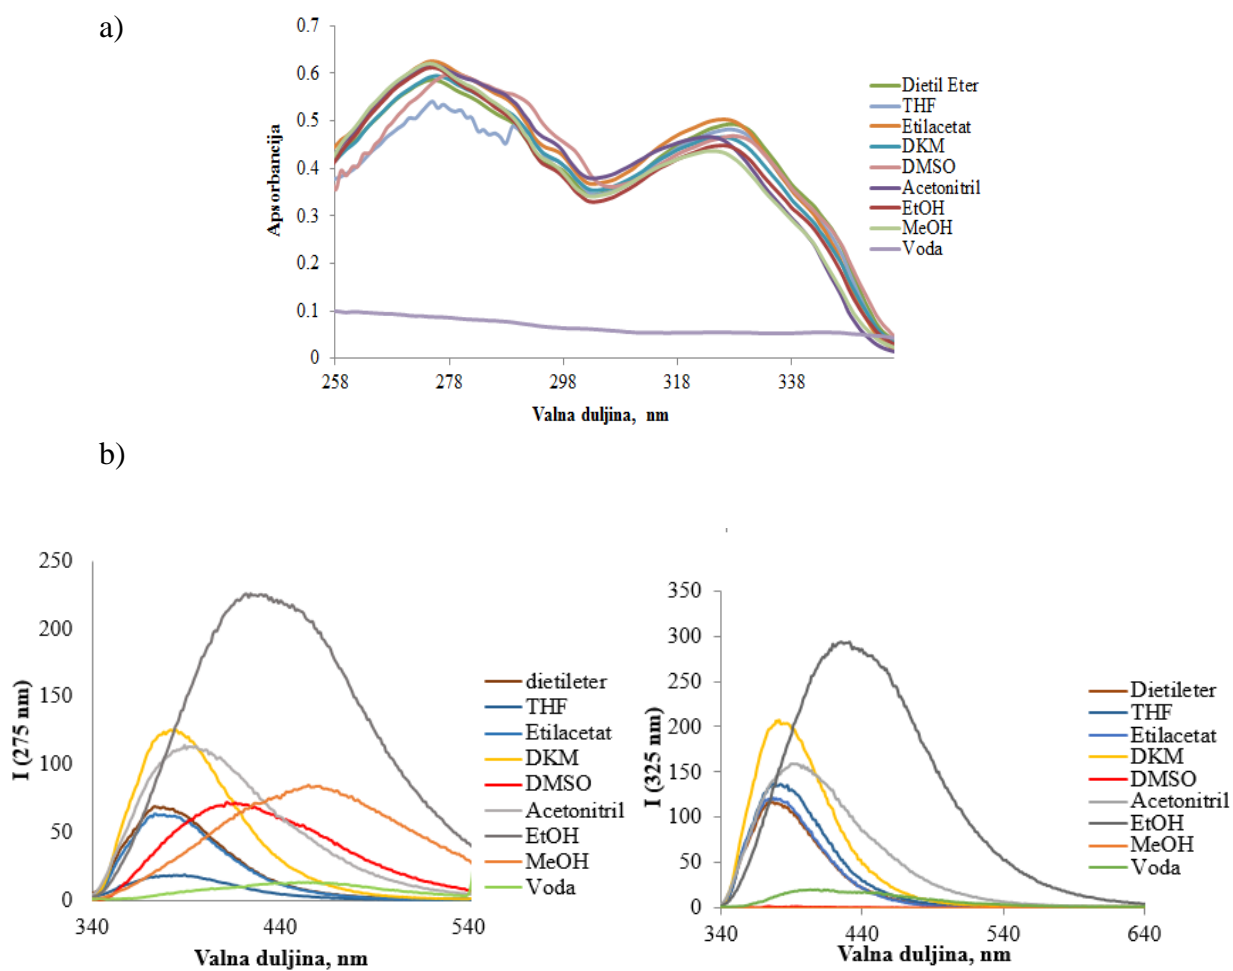 a)
0.7
0.6
0.5
0.4
0.3
0.2
0.1
0
Apsorbancija
258
278
298
318
338
Valna duljina, nm
Dietil Eter
THF
Etilacetat
DKM
DMSO
Acetonitril
EtOH
MeOH
Voda
b)
250
200
150
100
50
0
I (275 nm)
340
440
540
Valna duljina, nm
dietileter
THF
Etilacetat
DKM
DMSO
Acetonitril
EtOH
MeOH
Voda
350
300
250
200
150
100
50
0
I (325 nm)
340
440
540
640
Valna duljina, nm
Dietileter
THF
Etilacetat
DKM
DMSO
Acetonitril
EtOH
MeOH
Voda